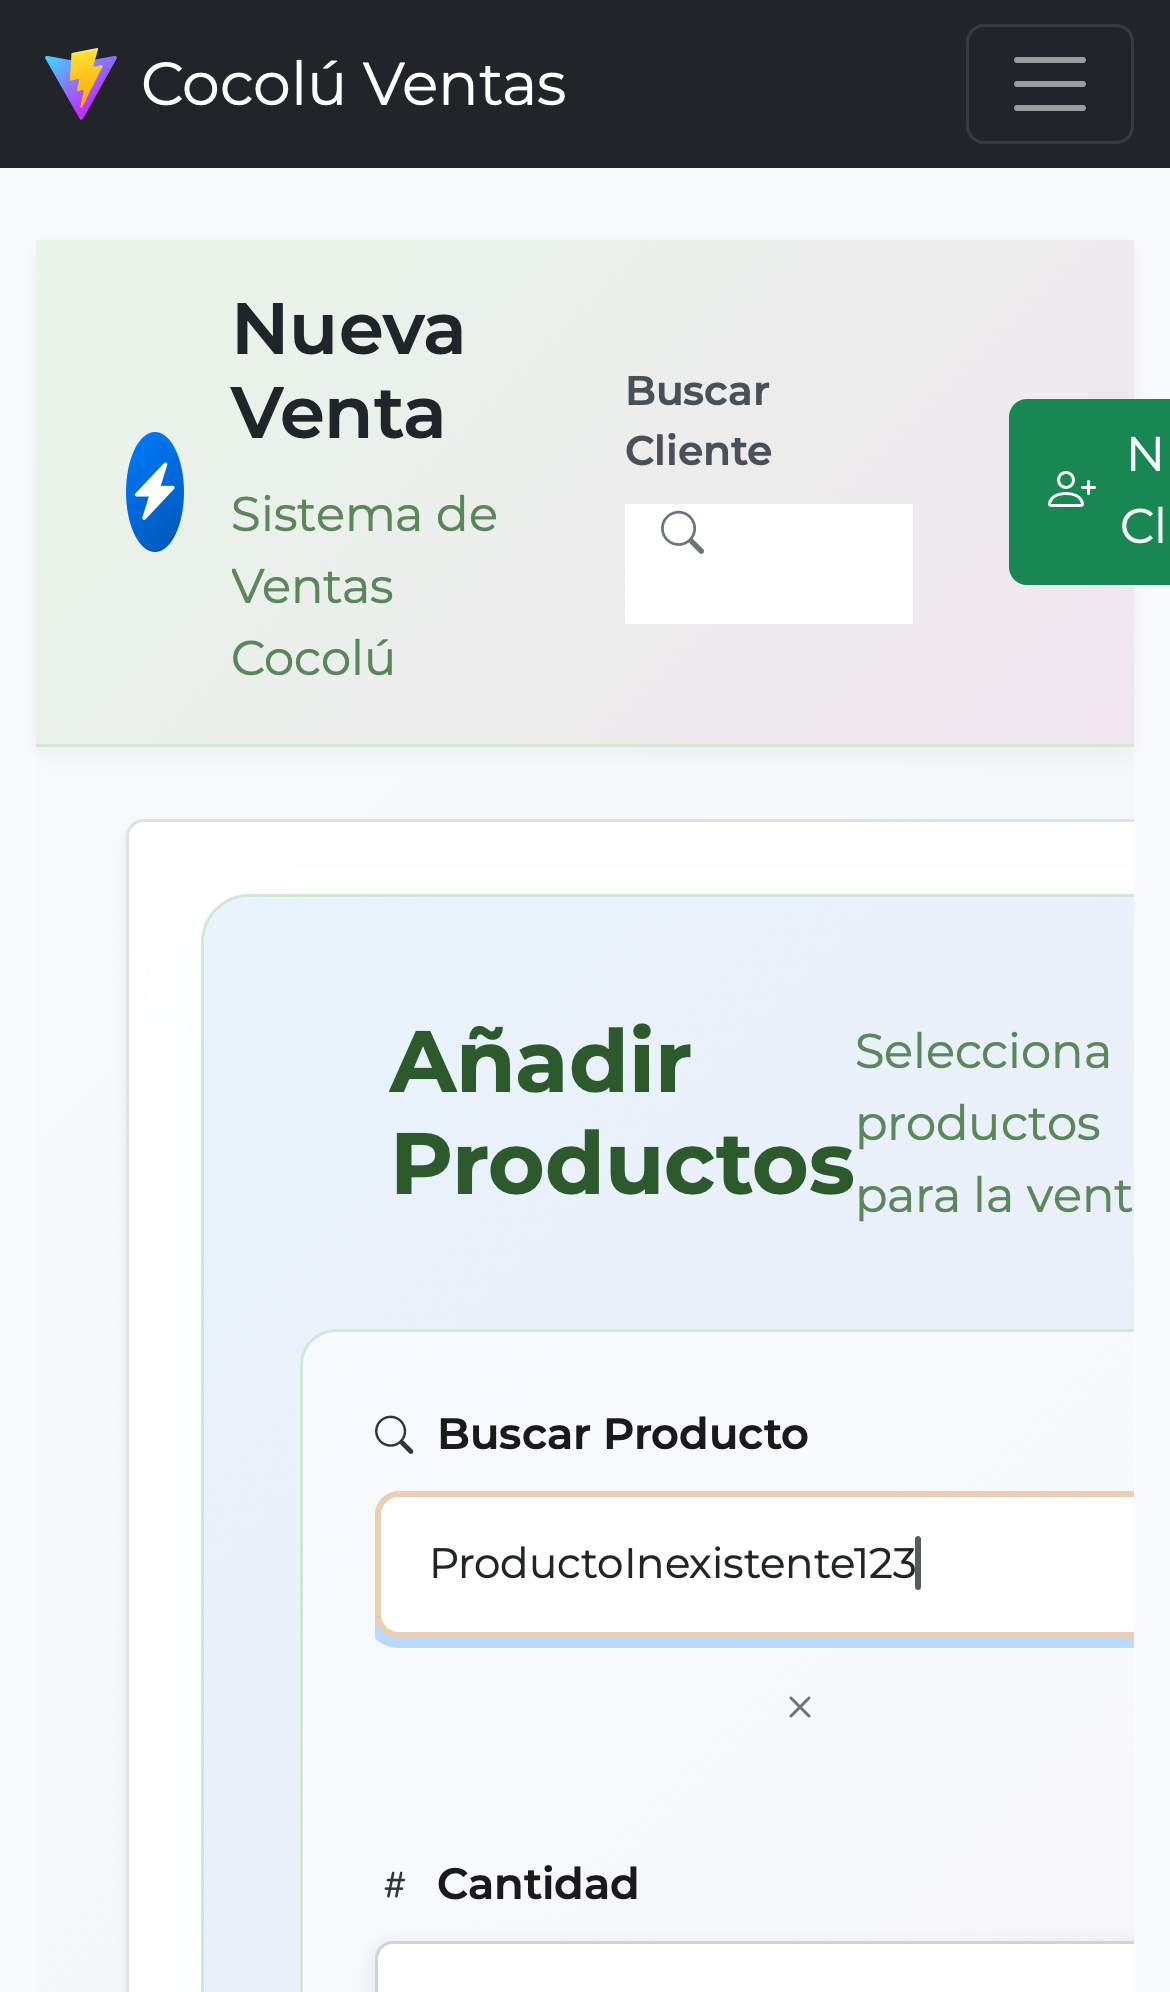 Cocolú Ventas
Nueva
Venta
Sistema de
Ventas
Cocolú
Buscar
Cliente
N
Cl
Añadir
Productos
Selecciona
productos
para la vent
Buscar Producto
ProductoInexistente123
×
# Cantidad